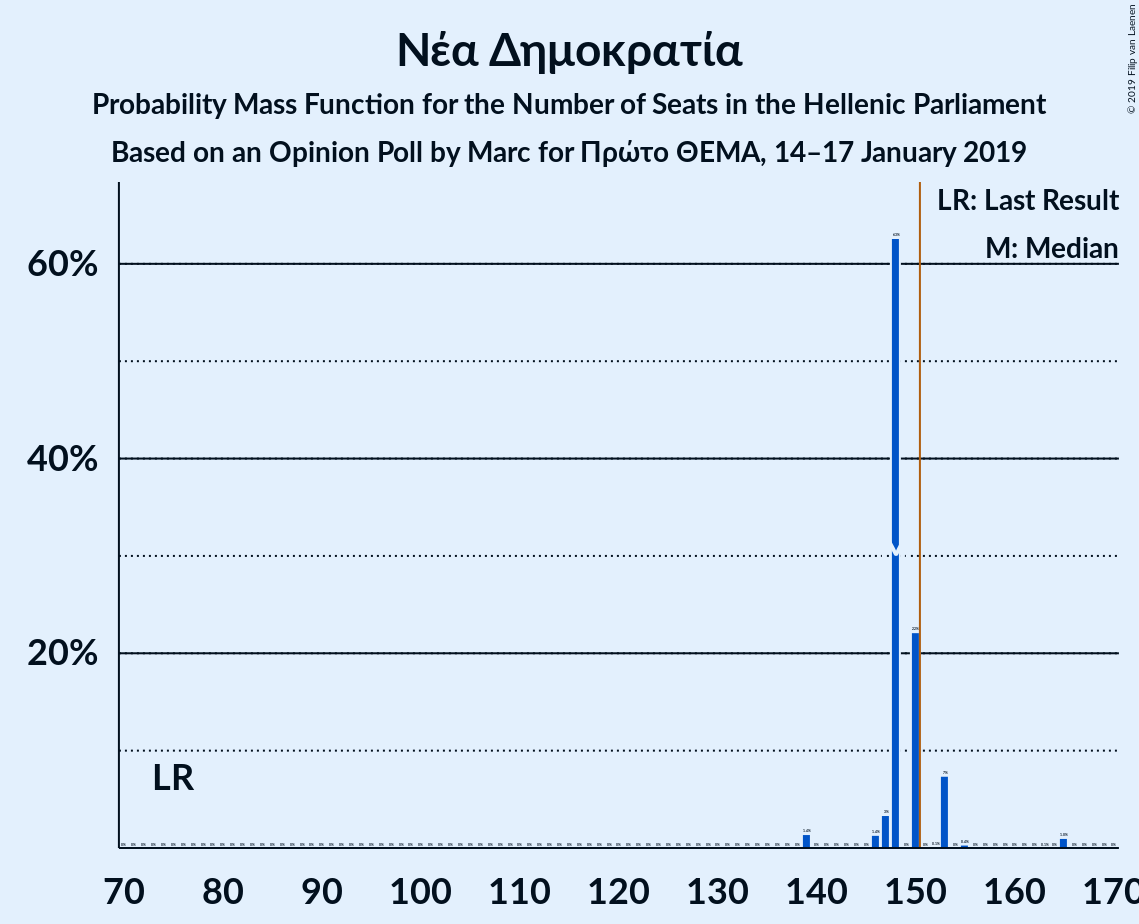 Νέα Δημοκρατία
Probability Mass Function for the Number of Seats in the Hellenic Parliament
Based on an Opinion Poll by Marc for Πρώτο ΘΕΜΑ, 14–17 January 2019
© 2019 Filip van Laenen
LR: Last Result
M: Median
60%
40%
20%
LR
M
70 80 90 100 110 120 130 140 150 160 170